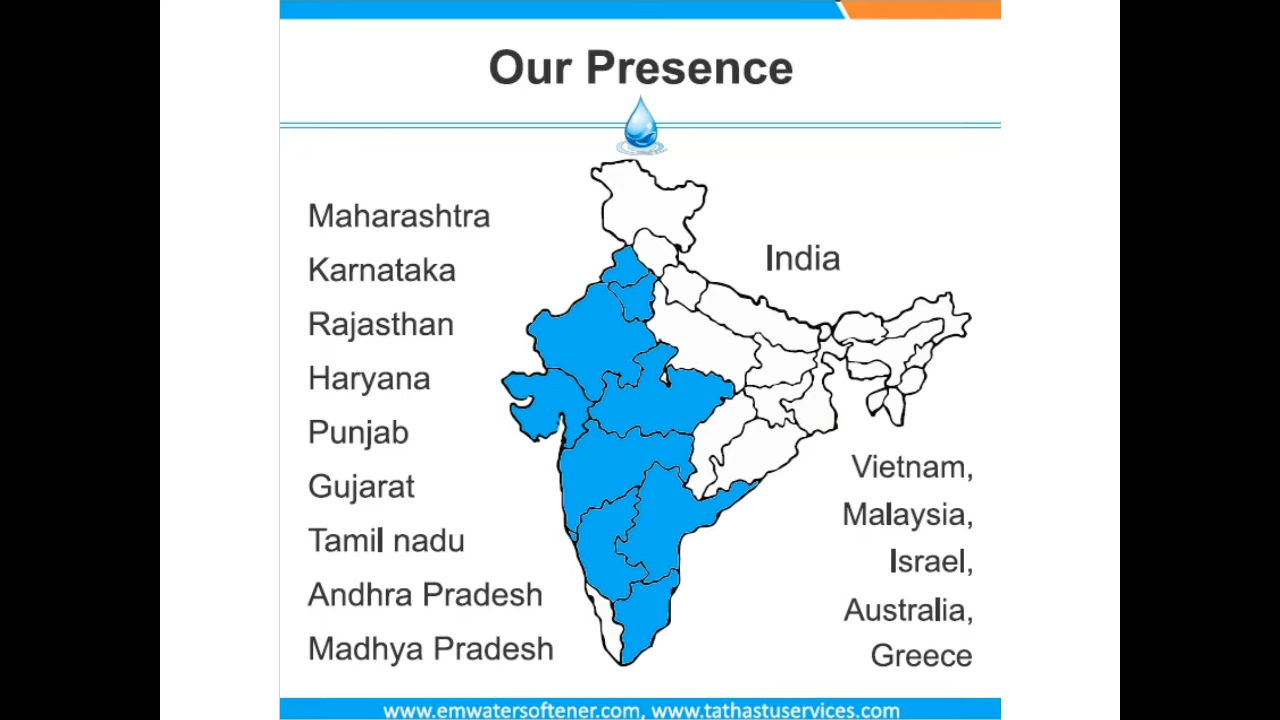 Our Presence
Maharashtra
Karnataka
Rajasthan
Haryana
Punjab
Gujarat
Tamil nadu
Andhra Pradesh
Madhya Pradesh
India
Vietnam,
Malaysia,
Israel,
Australia,
Greece
www.emwatersoftener.com, www.tathastuservices.com